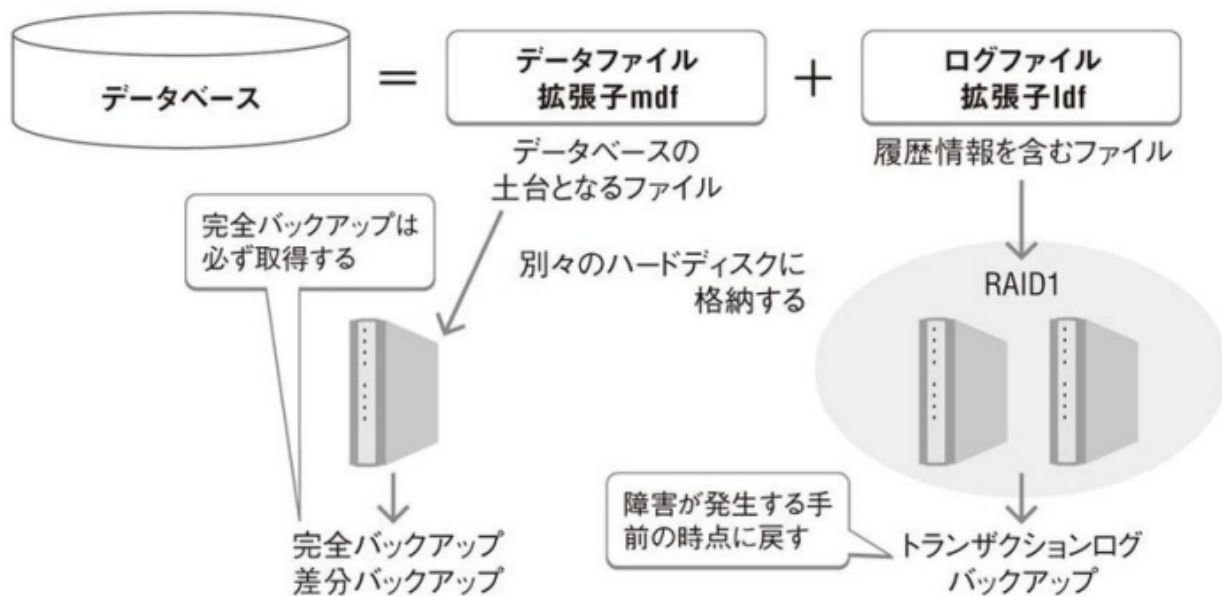 データベース
=
データファイル
拡張子mdf
+
ログファイル
拡張子ldf
データベースの
土台となるファイル
履歴情報を含むファイル
完全バックアップは
必ず取得する
別々のハードディスクに
格納する
RAID1
障害が発生する手
前の時点に戻す
完全バックアップ
差分バックアップ
トランザクションログ
バックアップ